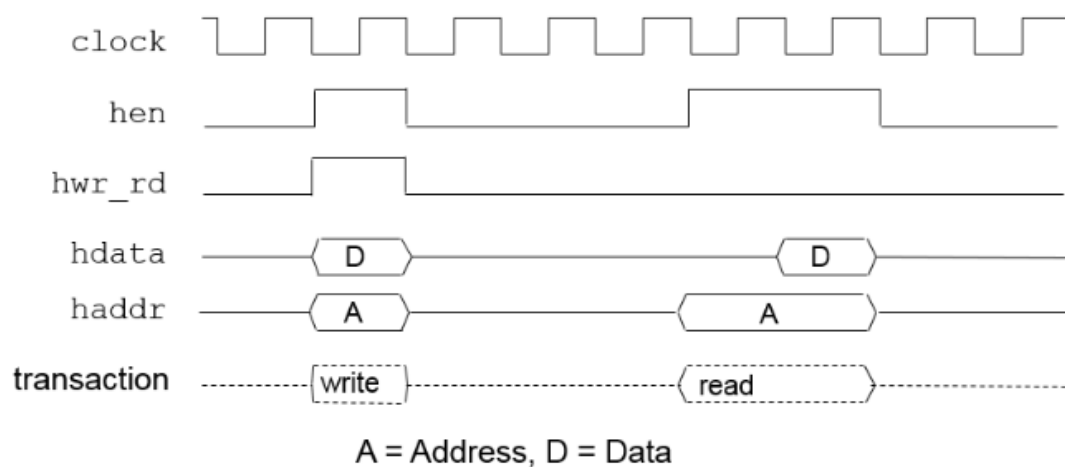 clock
hen
hwr_rd
hdata D D
haddr A A
transaction write read
A = Address, D = Data